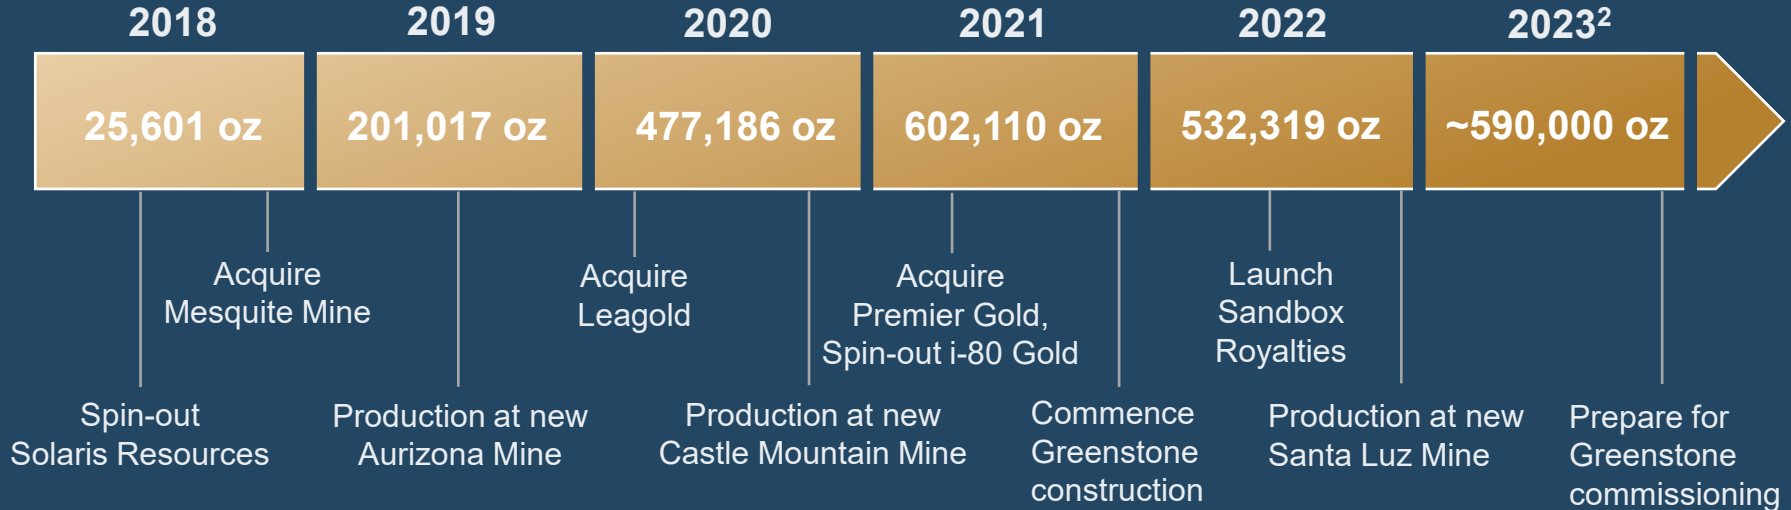 2018
2019
2020
2021
2022
2023²
25,601 oz
201,017 oz
477,186 oz
602,110 oz
532,319 oz
~590,000 oz
Acquire
Mesquite Mine
Acquire
Leagold
Acquire
Premier Gold,
Spin-out i-80 Gold
Launch
Sandbox
Royalties
Spin-out
Solaris Resources
Production at new
Aurizona Mine
Production at new
Castle Mountain Mine
Commence
Greenstone
construction
Production at new
Santa Luz Mine
Prepare for
Greenstone
commissioning